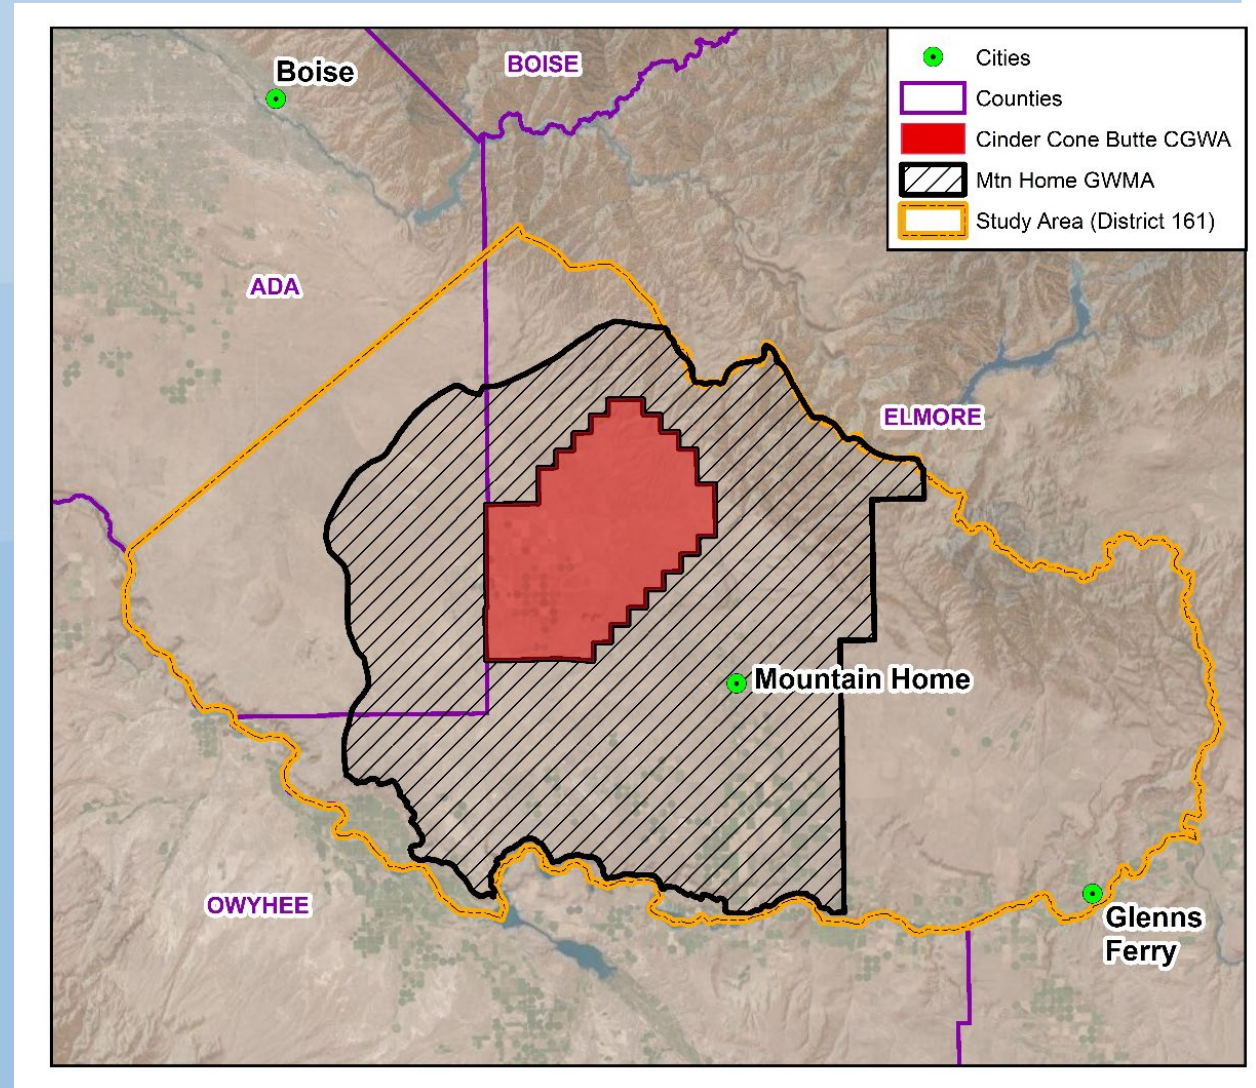 Boise
BOISE
Cities
Counties
Cinder Cone Butte CGWA
Mtn Home GWMA
Study Area (District 161)
ADA
ELMORE
Mountain Home
OWYHEE
Glenns
Ferry